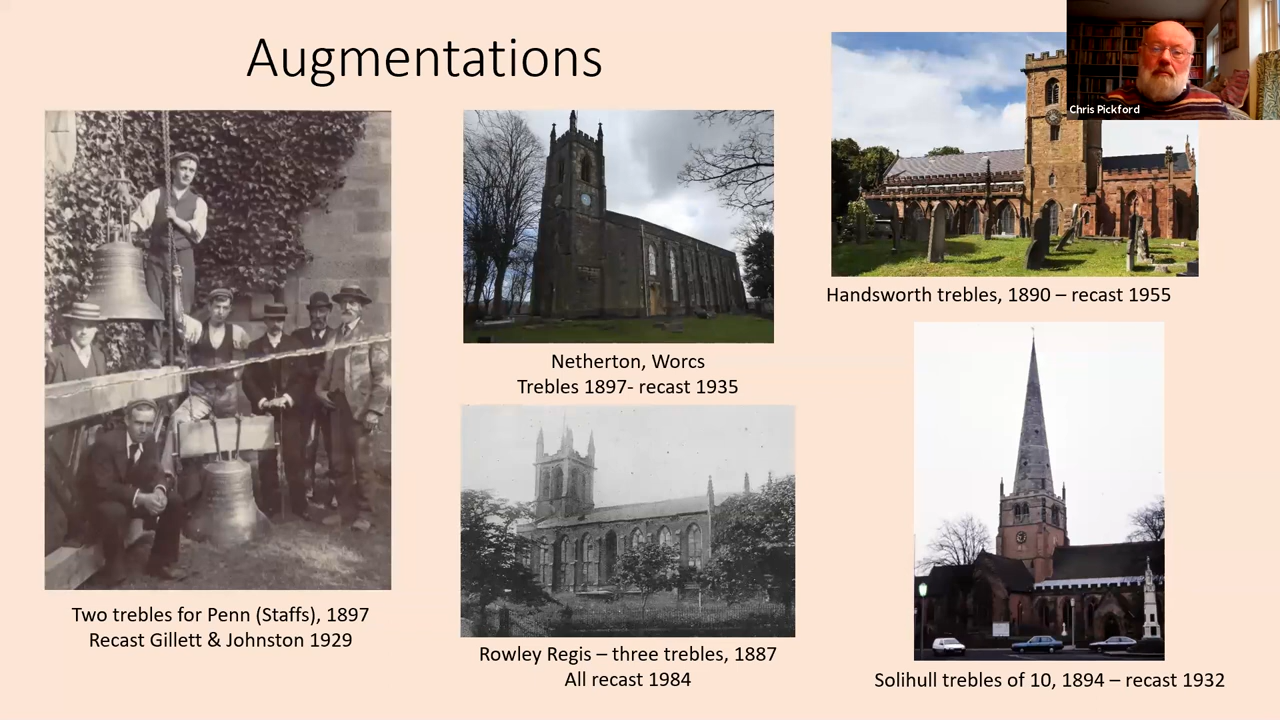 Augmentations
Chris Pickford
Handsworth trebles, 1890 – recast 1955
Netherton, Worcs
Trebles 1897- recast 1935
Two trebles for Penn (Staffs), 1897
Recast Gillett & Johnston 1929
Rowley Regis – three trebles, 1887
All recast 1984
Solihull trebles of 10, 1894 – recast 1932